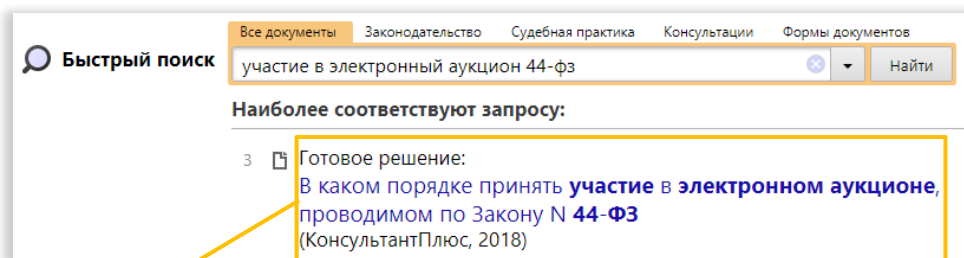 Все документы Законодательство Судебная практика Консультации Формы документов
Быстрый поиск участие в электронный аукцион 44-фз Найти
Наиболее соответствуют запросу:
3 Готовое решение:
В каком порядке принять участие в электронном аукционе,
проводимом по Закону N 44-ФЗ
(КонсультантПлюс, 2018)